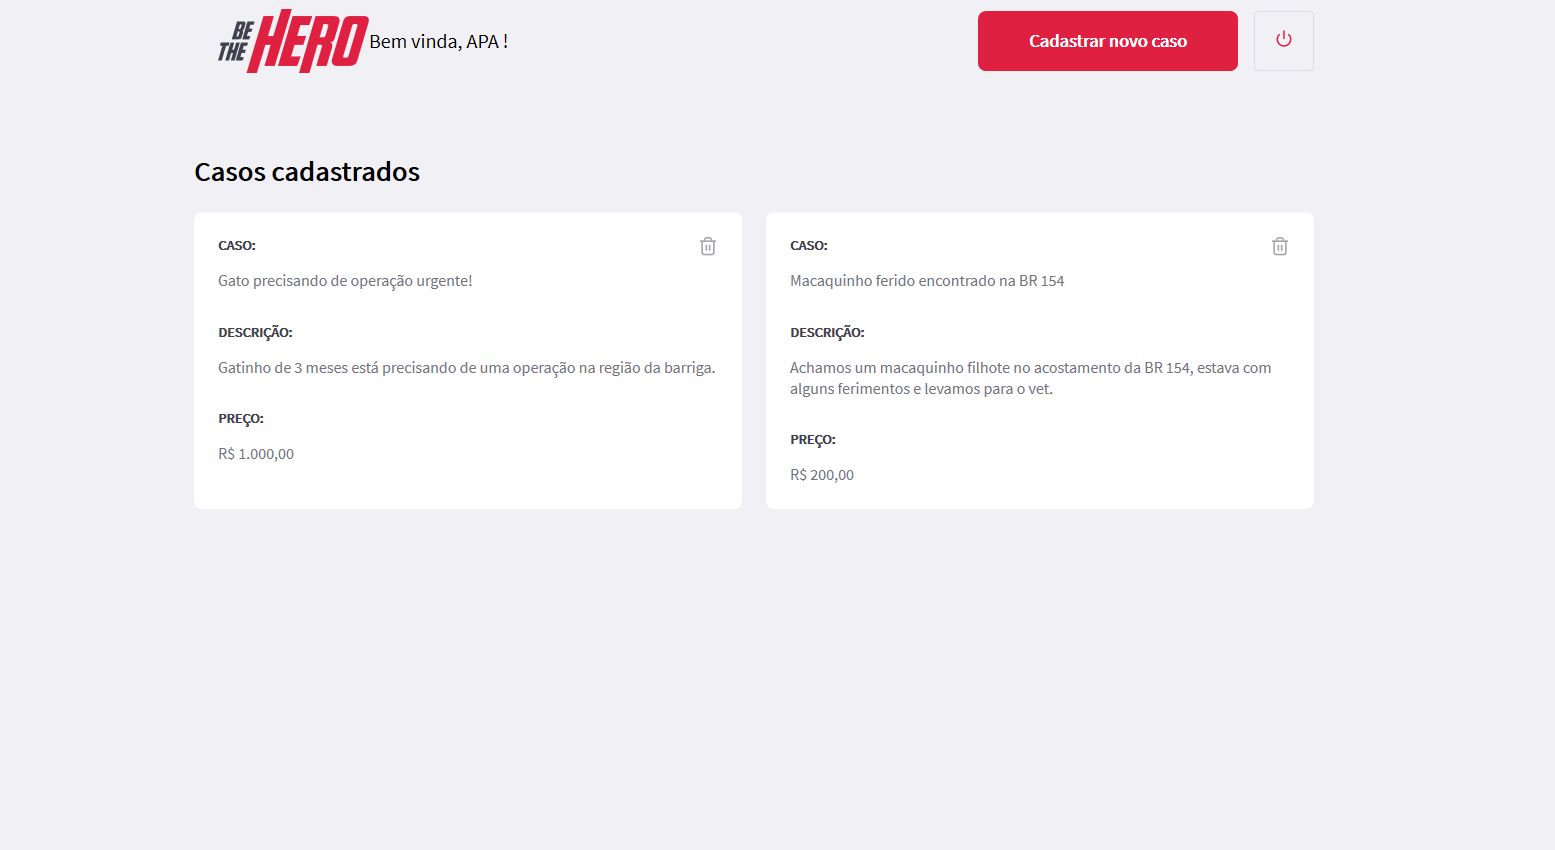 BE THE HERO
Bem vinda, APA !
Cadastrar novo caso
Casos cadastrados
CASO:
Gato precisando de operação urgente!
DESCRIÇÃO:
Gatinho de 3 meses está precisando de uma operação na região da barriga.
PREÇO:
R$ 1.000,00
CASO:
Macaquinho ferido encontrado na BR 154
DESCRIÇÃO:
Achamos um macaquinho filhote no acostamento da BR 154, estava com
alguns ferimentos e levamos para o vet.
PREÇO:
R$ 200,00